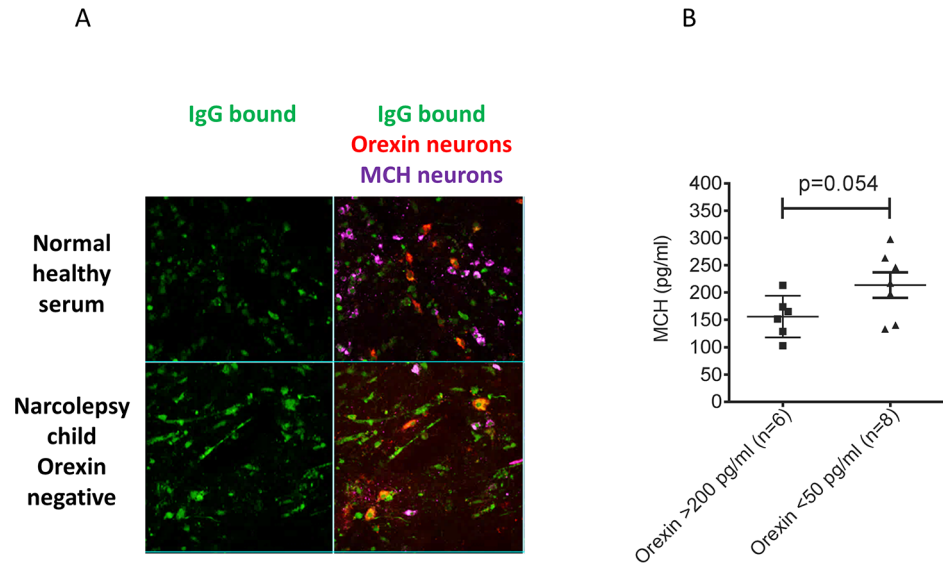 A
B
IgG bound
IgG bound
Orexin neurons
MCH neurons
Normal
healthy
serum
Narcolepsy
child
Orexin
negative
p=0.054
400
350
300
250
200
150
100
50
0
MCH (pg/ml)
Orexin >200 pg/ml (n=6)
Orexin <50 pg/ml (n=8)